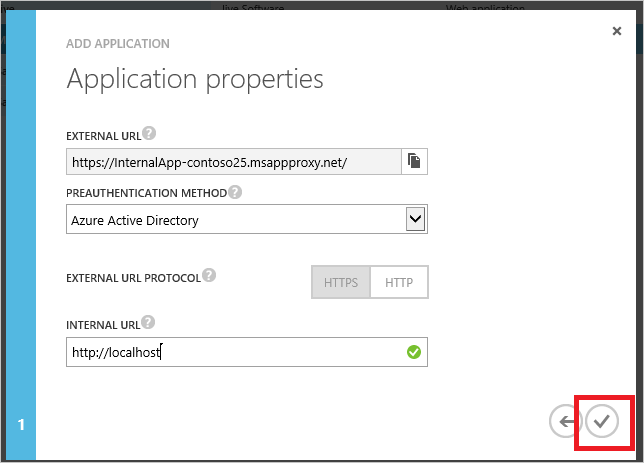 live Software Web application
ADD APPLICATION
Application properties
EXTERNAL URL ?
https://InternalApp-contoso25.msappproxy.net/
PREAUTHENTICATION METHOD ?
Azure Active Directory
EXTERNAL URL PROTOCOL ? HTTPS HTTP
INTERNAL URL ?
http://localhost
1